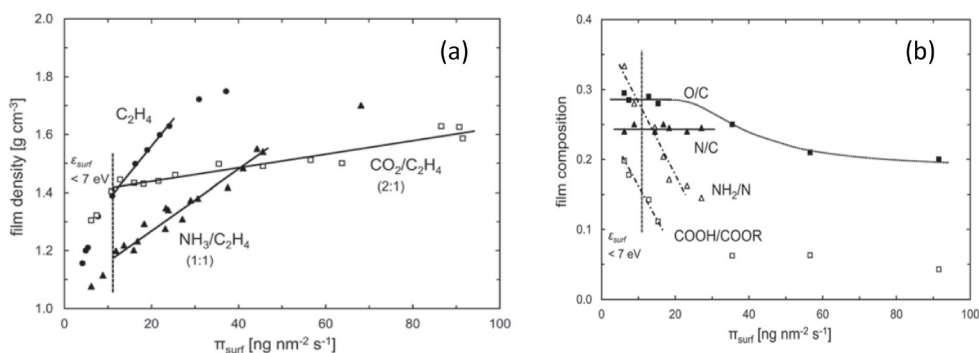 (a)
film density [g cm⁻³]
2.0
1.8
1.6
1.4
1.2
1.0
C₂H₄
ε_surf
< 7 eV
CO₂/C₂H₄
(2:1)
NH₃/C₂H₄
(1:1)
0 20 40 60 80 100
π_surf [ng nm⁻² s⁻¹]
(b)
film composition
0.4
0.3
0.2
0.1
0.0
O/C
N/C
NH₂/N
COOH/COOR
ε_surf
< 7 eV
0 20 40 60 80 100
π_surf [ng nm⁻² s⁻¹]